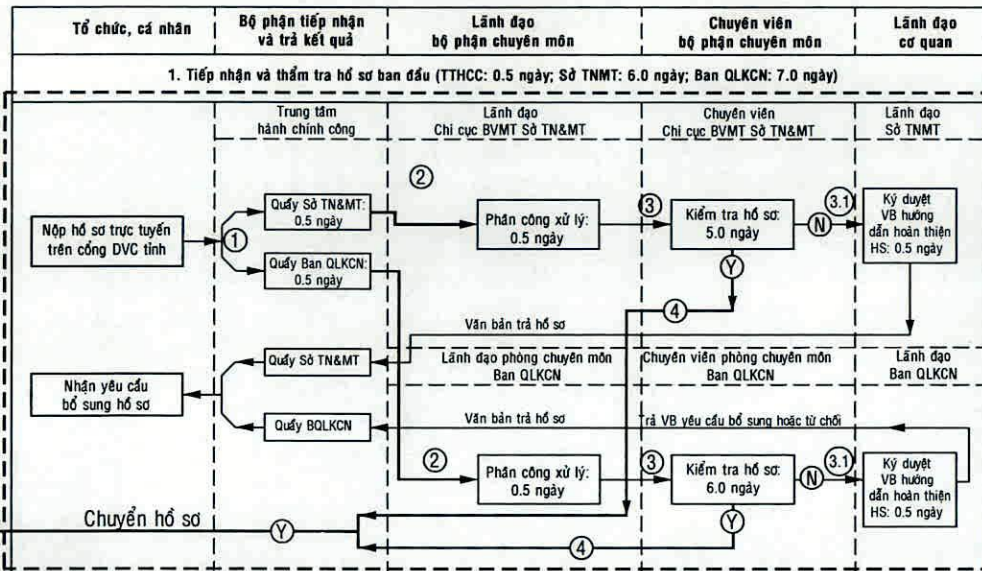 Tổ chức, cá nhân
Bộ phận tiếp nhận
và trả kết quả
Lãnh đạo
bộ phận chuyên môn
Chuyên viên
bộ phận chuyên môn
Lãnh đạo
cơ quan
1. Tiếp nhận và thẩm tra hồ sơ ban đầu (TTHCC: 0.5 ngày; Sở TNMT: 6.0 ngày; Ban QLKCN: 7.0 ngày)
Trung tâm
hành chính công
Lãnh đạo
Chi cục BVMT Sở TN&MT
Chuyên viên
Chi cục BVMT Sở TN&MT
Lãnh đạo
Sở TNMT
Nộp hồ sơ trực tuyến
trên cổng DVC tỉnh
1
Quầy Sở TN&MT:
0.5 ngày
Quầy Ban QLKCN:
0.5 ngày
2
Phân công xử lý:
0.5 ngày
3
Kiểm tra hồ sơ:
5.0 ngày
N
3.1
Ký duyệt
VB hướng
dẫn hoàn thiện
HS: 0.5 ngày
Y
4
Văn bản trả hồ sơ
Nhận yêu cầu
bổ sung hồ sơ
Quầy Sở TN&MT
Quầy BQLKCN
Lãnh đạo phòng chuyên môn
Ban QLKCN
Chuyên viên phòng chuyên môn
Ban QLKCN
Lãnh đạo
Ban QLKCN
Văn bản trả hồ sơ
Trả VB yêu cầu bổ sung hoặc từ chối
2
Phân công xử lý:
0.5 ngày
3
Kiểm tra hồ sơ:
6.0 ngày
N
3.1
Ký duyệt
VB hướng
dẫn hoàn thiện
HS: 0.5 ngày
Y
4
Chuyển hồ sơ
Y